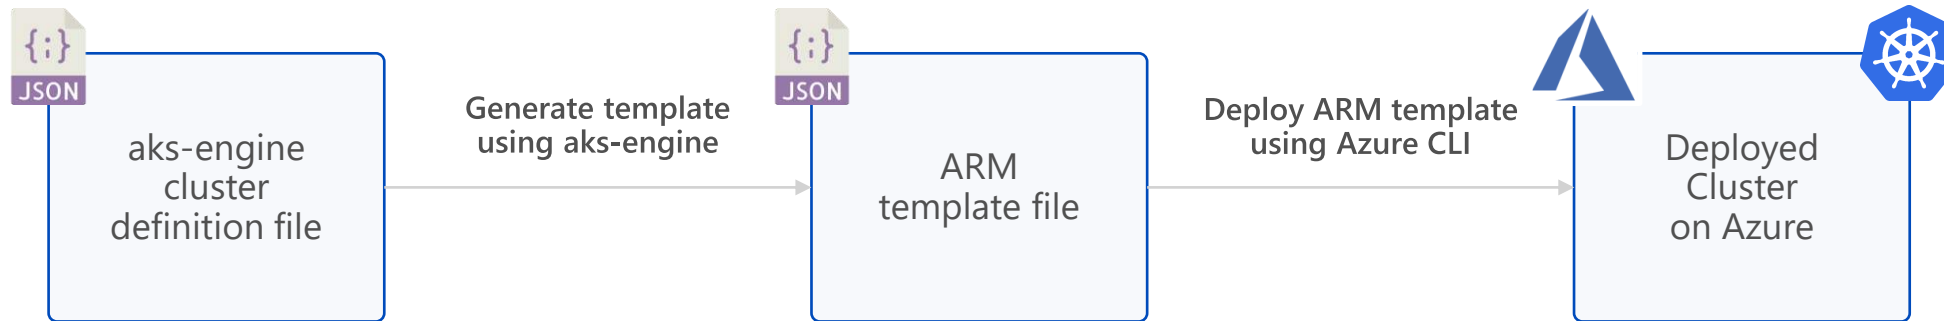 {;}
JSON
aks-engine
cluster
definition file
Generate template
using aks-engine
{;}
JSON
ARM
template file
Deploy ARM template
using Azure CLI
Deployed
Cluster
on Azure